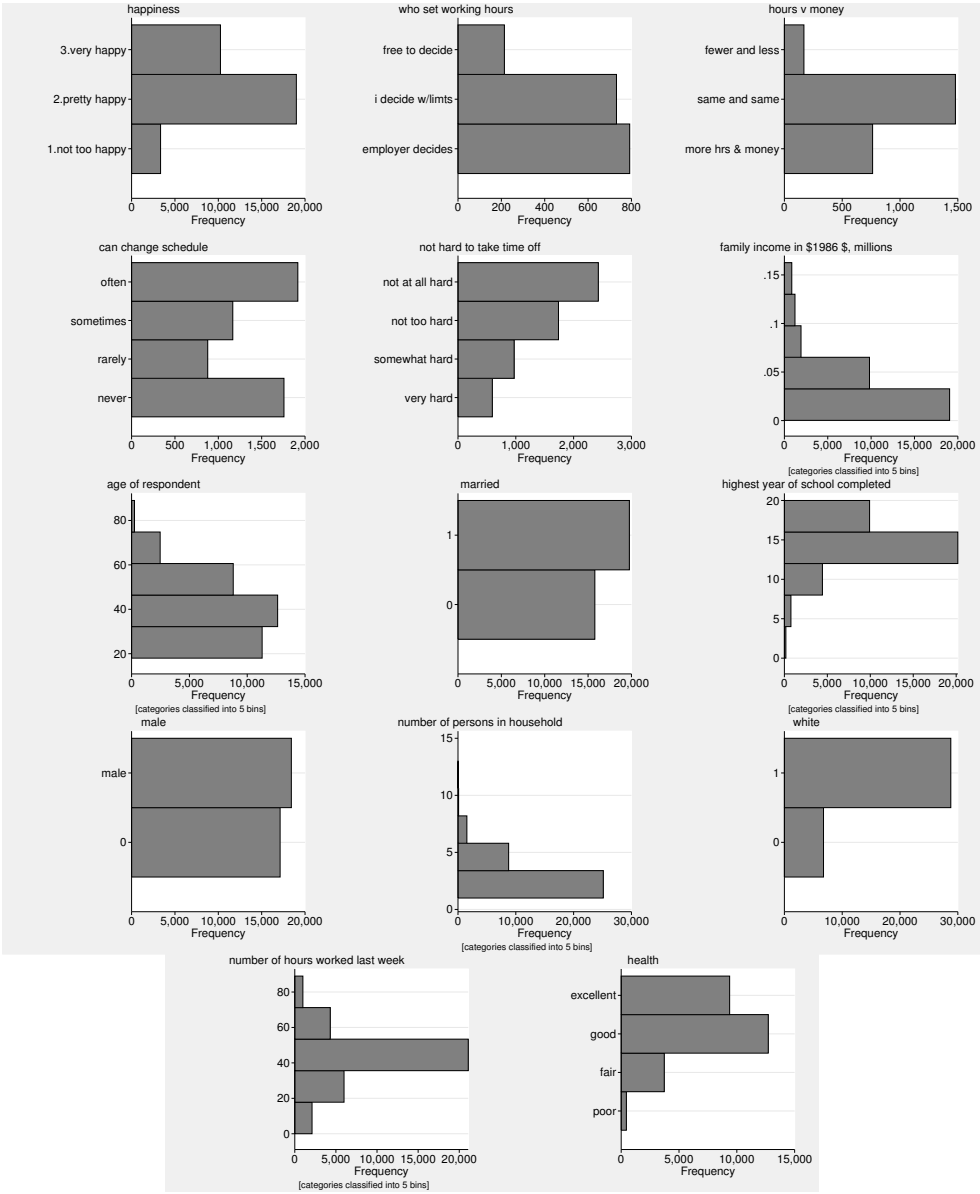 happiness
3.very happy
2.pretty happy
1.not too happy
0 5,000 10,000 15,000 20,000
Frequency
who set working hours
free to decide
i decide w/limts
employer decides
0 200 400 600 800
Frequency
hours v money
fewer and less
same and same
more hrs & money
0 500 1,000 1,500
Frequency
can change schedule
often
sometimes
rarely
never
0 500 1,000 1,500 2,000
Frequency
not hard to take time off
not at all hard
not too hard
somewhat hard
very hard
0 1,000 2,000 3,000
Frequency
family income in $1986 $, millions
.15
.1
.05
0
0 5,000 10,000 15,000 20,000
Frequency
[categories classified into 5 bins]
age of respondent
80
60
40
20
0 5,000 10,000 15,000
Frequency
[categories classified into 5 bins]
married
1
0
0 5,000 10,000 15,000 20,000
Frequency
highest year of school completed
20
15
10
5
0
0 5,000 10,000 15,000 20,000
Frequency
[categories classified into 5 bins]
male
male
0
0 5,000 10,000 15,000 20,000
Frequency
number of persons in household
15
10
5
0
0 10,000 20,000 30,000
Frequency
[categories classified into 5 bins]
white
1
0
0 10,000 20,000 30,000
Frequency
number of hours worked last week
80
60
40
20
0
0 5,000 10,000 15,000 20,000
Frequency
[categories classified into 5 bins]
health
excellent
good
fair
poor
0 5,000 10,000 15,000
Frequency